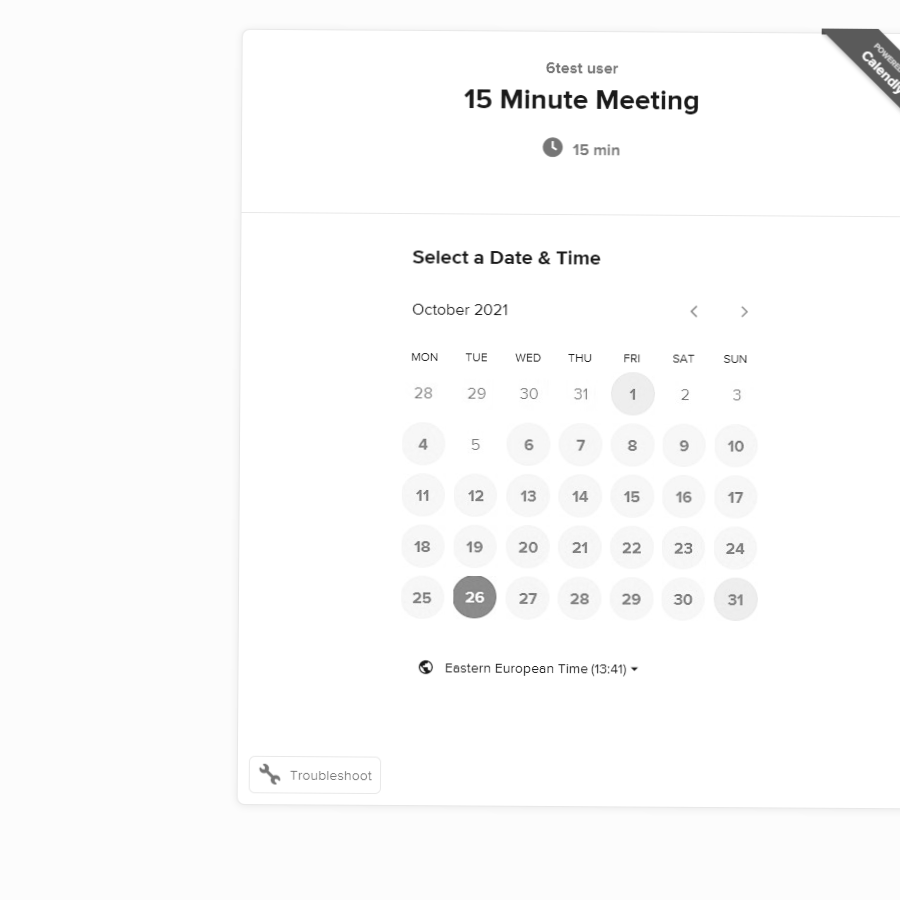 6test user
15 Minute Meeting
15 min
Calendly
Select a Date & Time
October 2021
MON TUE WED THU FRI SAT SUN
28 29 30 31 1 2 3
4 5 6 7 8 9 10
11 12 13 14 15 16 17
18 19 20 21 22 23 24
25 26 27 28 29 30 31
Eastern European Time (13:41)
Troubleshoot